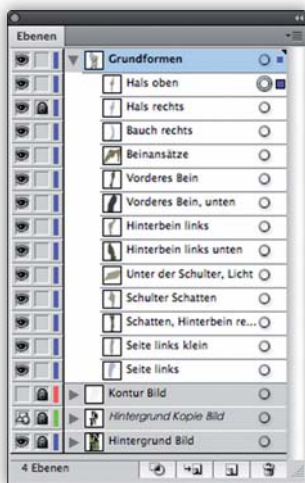 Ebenen
Grundformen
Hals oben
Hals rechts
Bauch rechts
Beinansätze
Vorderes Bein
Vorderes Bein, unten
Hinterbein links
Hinterbein links unten
Unter der Schulter, Licht
Schulter Schatten
Schatten, Hinterbein re...
Seite links klein
Seite links
Kontur Bild
Hintergrund Kopie Bild
Hintergrund Bild
4 Ebenen